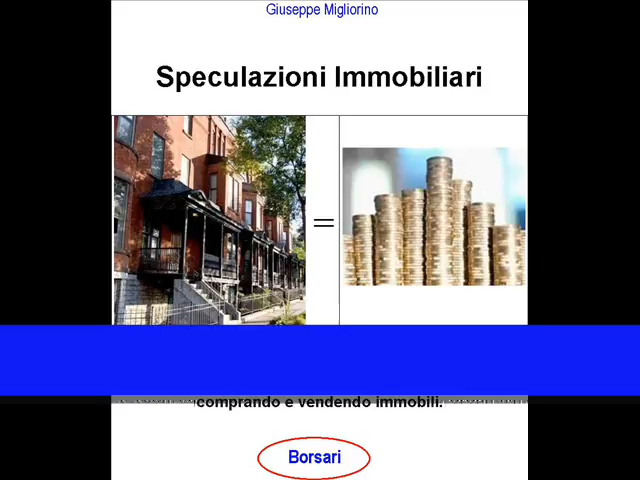 Giuseppe Migliorino
Speculazioni Immobiliari
=
comprando e vendendo immobili.
Borsari